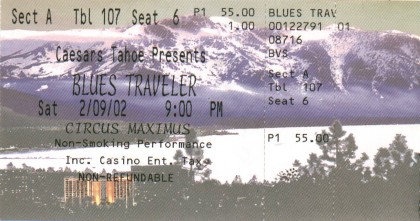 Sect A Tbl 107 Seat 6 P1 55.00
1.00
Caesars Tahoe Presents
BLUES TRAVELER
Sat 2/09/02 9:00 PM
CIRCUS MAXIMUS
Non-Smoking Performance
Inc. Casino Ent. Tax
NON-REFUNDABLE
BLUES TRAV
00122791 01
08716
BVS
Sect A
Tbl 107
Seat 6
P1 55.00